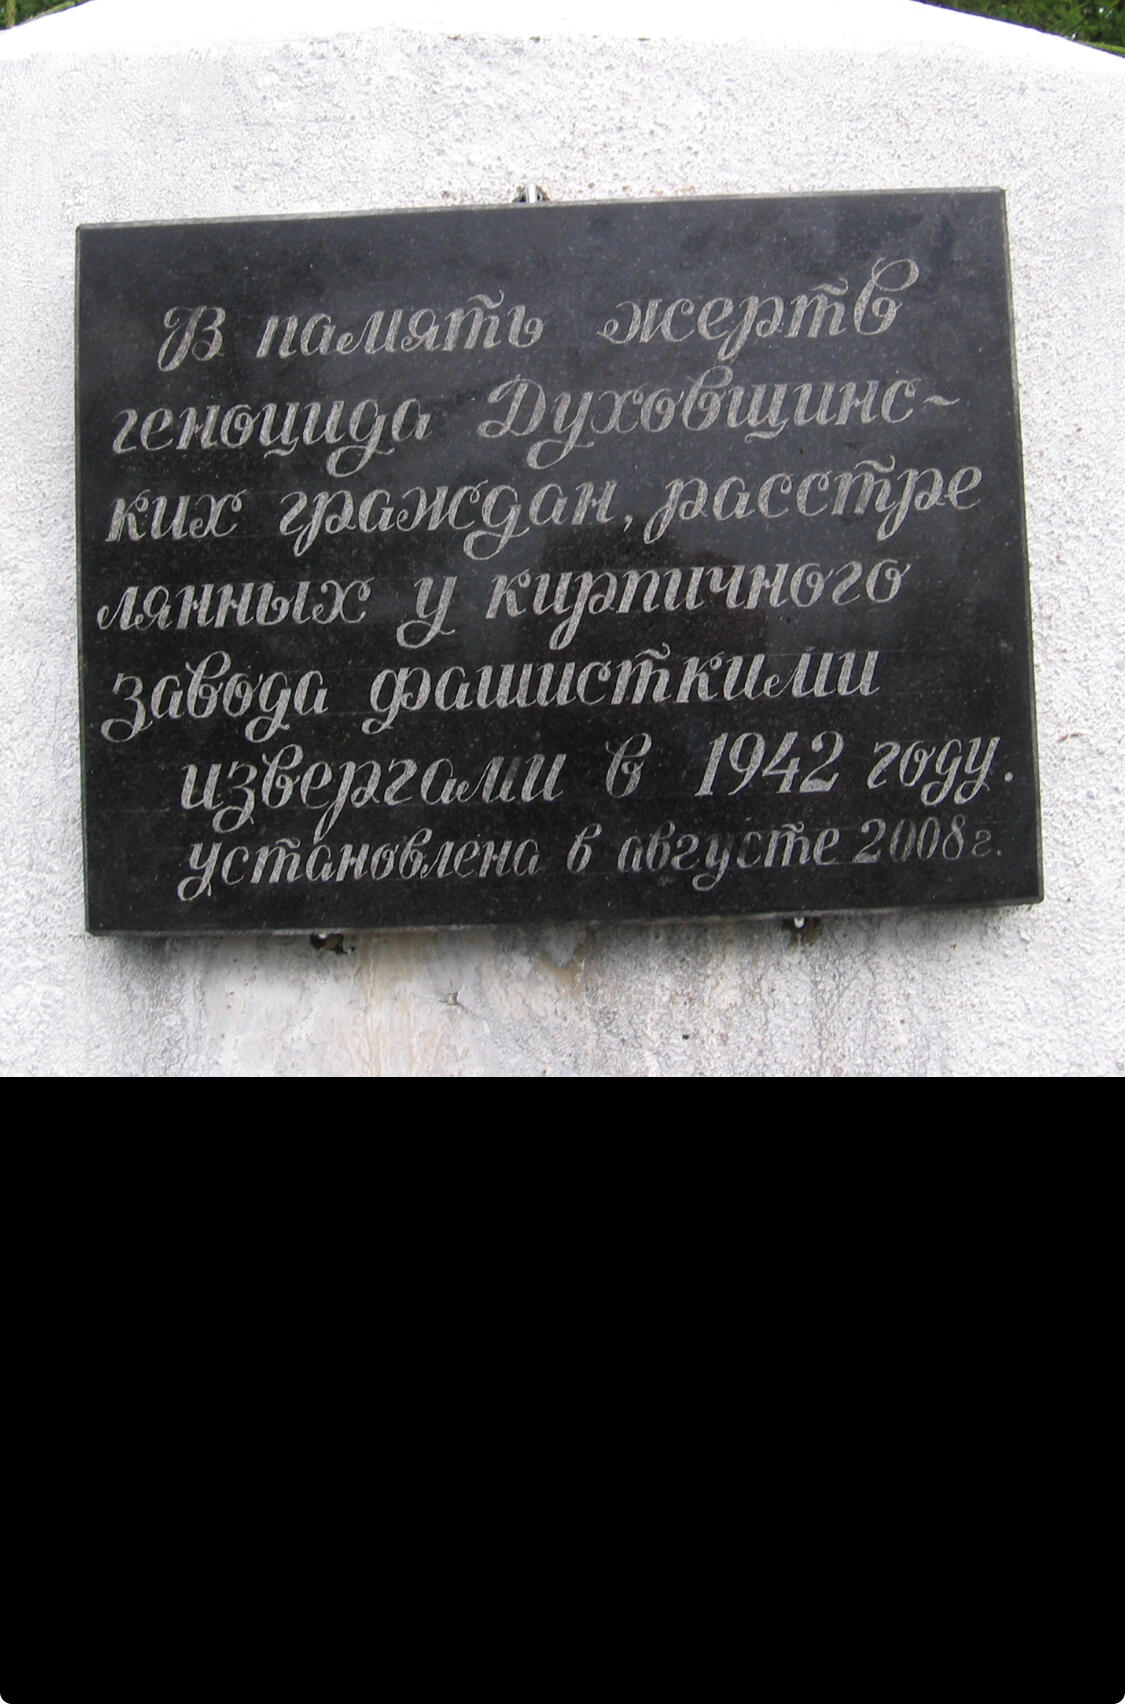 В память жертв
геноцида Духовщинс-
ких граждан, расстре
лянных у кирпичного
завода фашисткими
извергами в 1942 году.
установлена в августе 2008г.